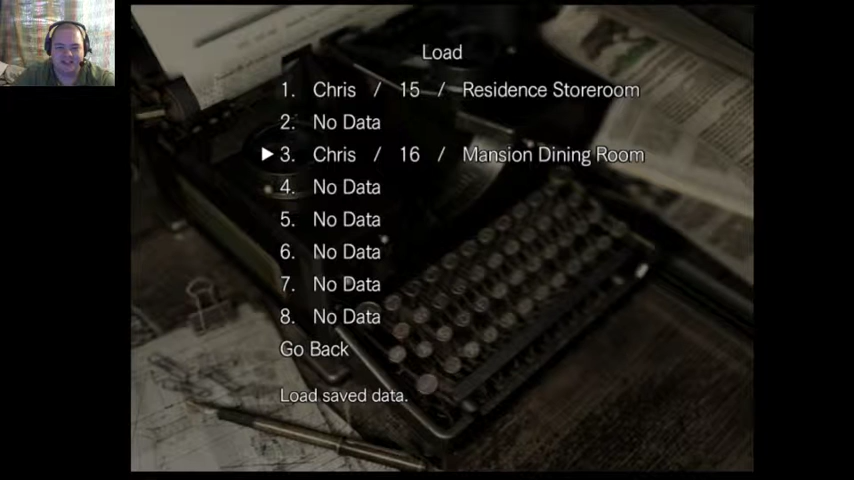 Load
1. Chris / 15 / Residence Storeroom
2. No Data
3. Chris / 16 / Mansion Dining Room
4. No Data
5. No Data
6. No Data
7. No Data
8. No Data
Go Back
Load saved data.